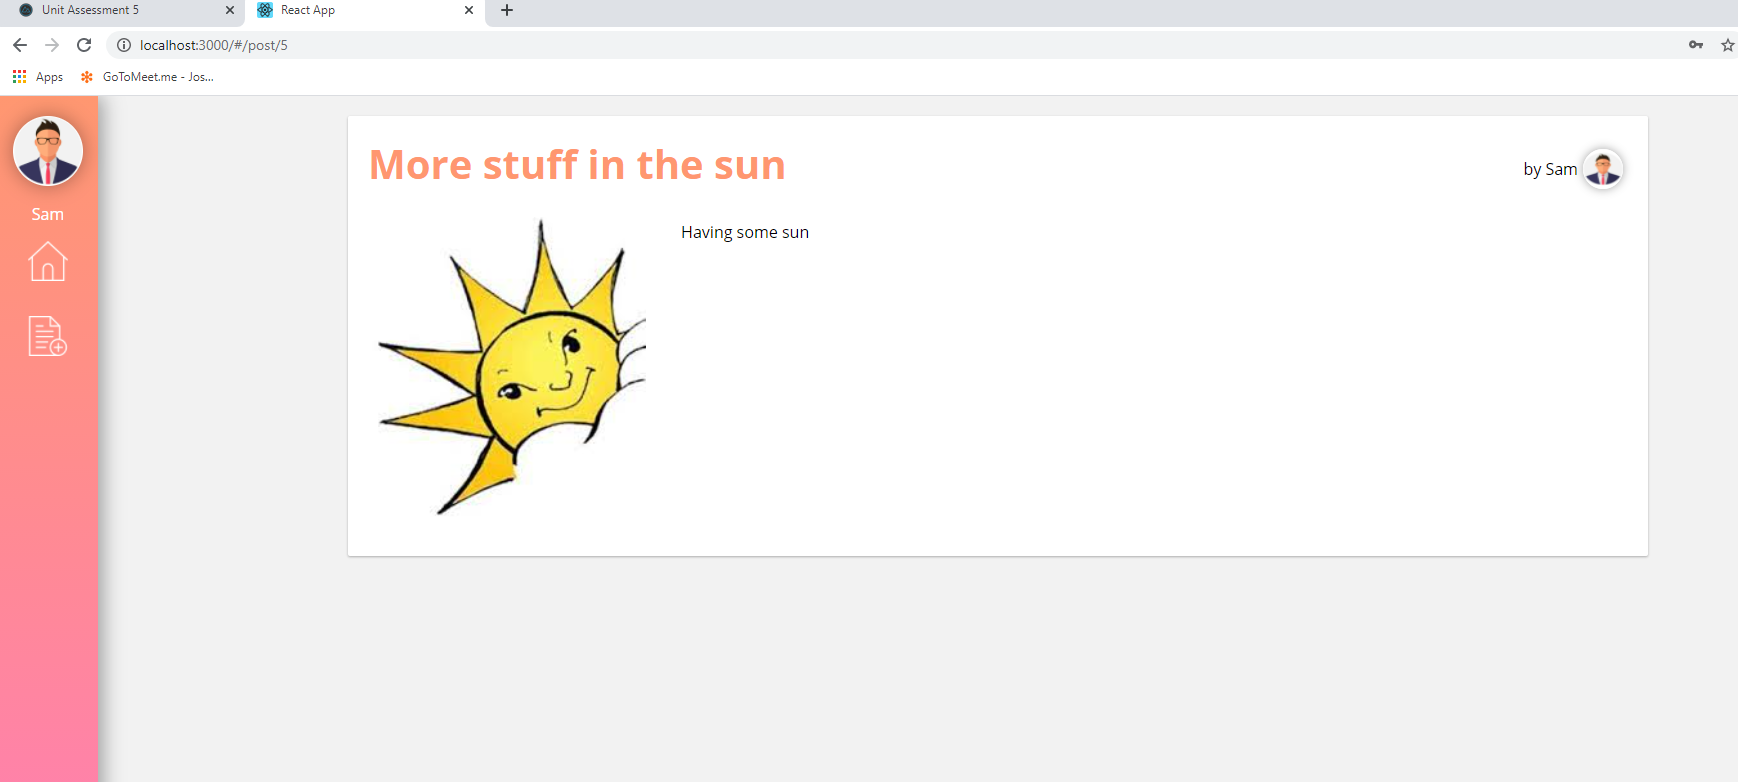 Unit Assessment 5
React App
localhost:3000/#/post/5
Apps
GoToMeet.me - Jos...
Sam
More stuff in the sun
by Sam
Having some sun